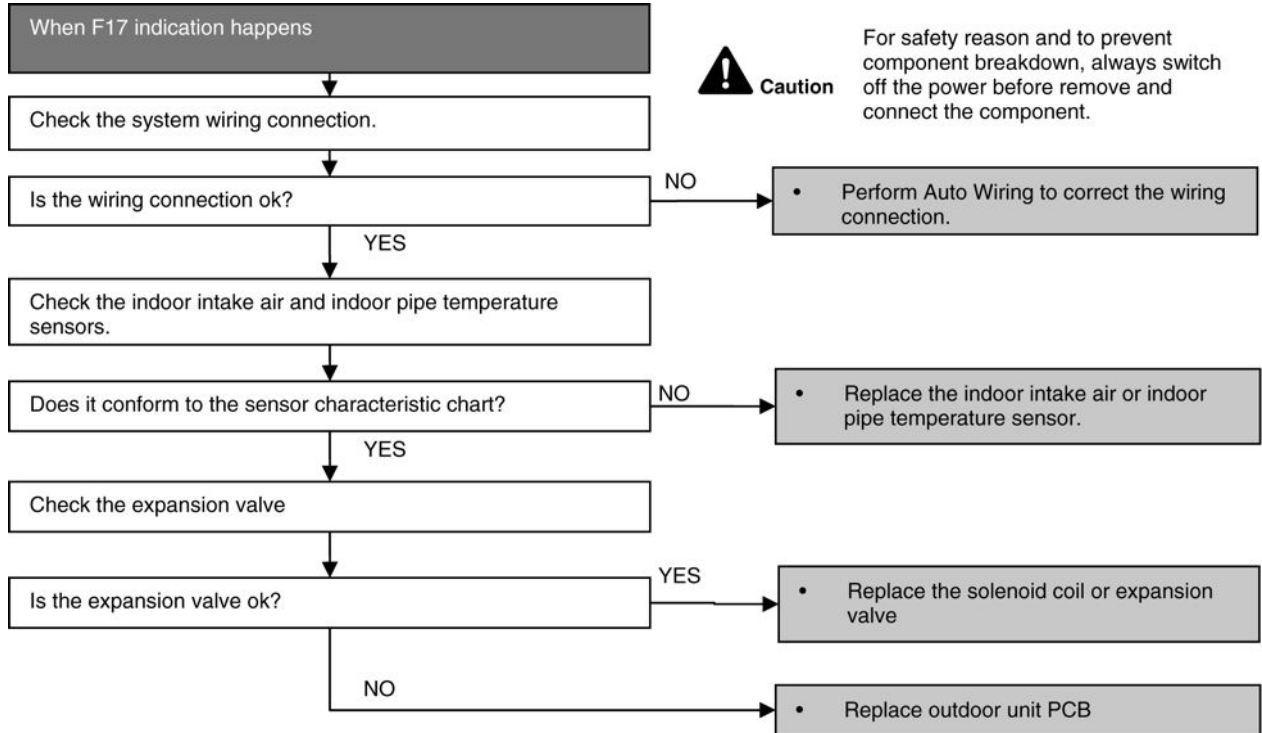 When F17 indication happens
Caution
For safety reason and to prevent
component breakdown, always switch
off the power before remove and
connect the component.
Check the system wiring connection.
Is the wiring connection ok?
NO
• Perform Auto Wiring to correct the wiring
connection.
YES
Check the indoor intake air and indoor pipe temperature
sensors.
Does it conform to the sensor characteristic chart?
NO
• Replace the indoor intake air or indoor
pipe temperature sensor.
YES
Check the expansion valve
Is the expansion valve ok?
YES
• Replace the solenoid coil or expansion
valve
NO
• Replace outdoor unit PCB